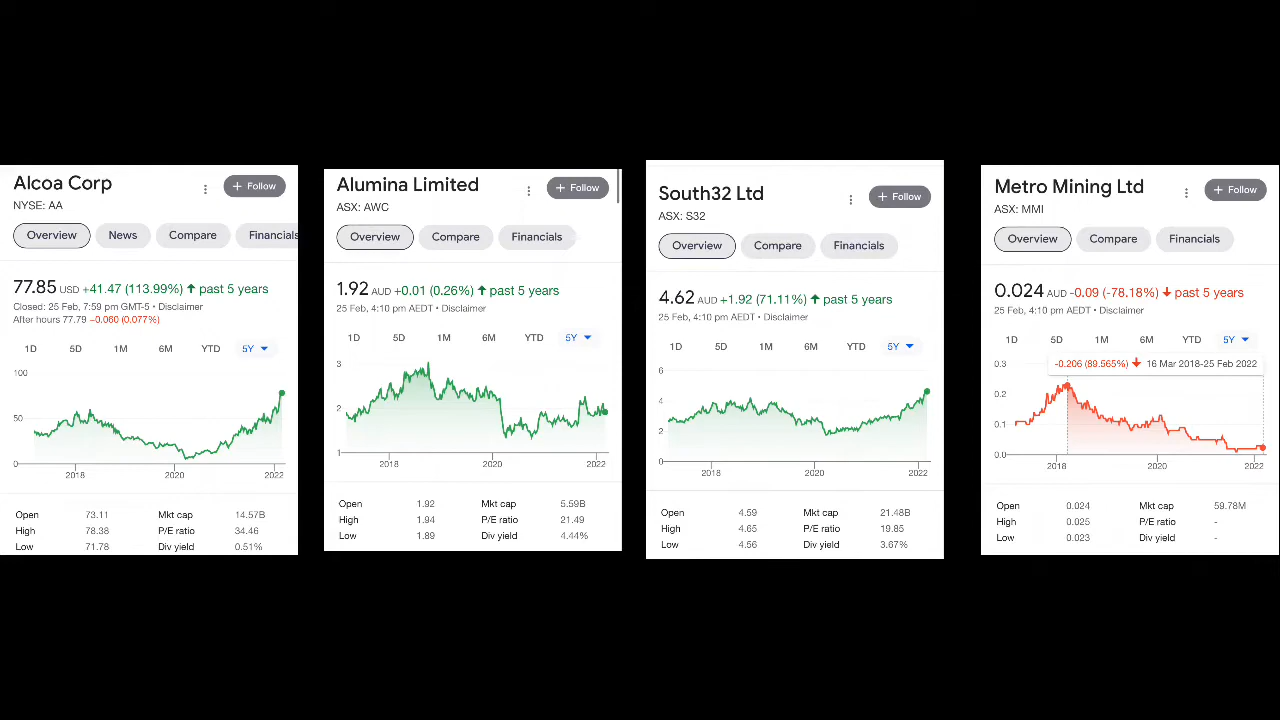 Alcoa Corp
+ Follow
NYSE: AA
Overview News Compare Financials
77.85 USD +41.47 (113.99%) ↑ past 5 years
Closed: 25 Feb, 7:59 pm GMT-5 • Disclaimer
After hours 77.79 −0.060 (0.077%)
1D 5D 1M 6M YTD 5Y
100
50
0
2018 2020 2022
Open 73.11 Mkt cap 14.57B
High 78.38 P/E ratio 34.46
Low 71.78 Div yield 0.51%
Alumina Limited
+ Follow
ASX: AWC
Overview Compare Financials
1.92 AUD +0.01 (0.26%) ↑ past 5 years
25 Feb, 4:10 pm AEDT • Disclaimer
1D 5D 1M 6M YTD 5Y
3
2
1
2018 2020 2022
Open 1.92 Mkt cap 5.59B
High 1.94 P/E ratio 21.49
Low 1.89 Div yield 4.44%
South32 Ltd
+ Follow
ASX: S32
Overview Compare Financials
4.62 AUD +1.92 (71.11%) ↑ past 5 years
25 Feb, 4:10 pm AEDT • Disclaimer
1D 5D 1M 6M YTD 5Y
6
4
2
0
2018 2020 2022
Open 4.59 Mkt cap 21.48B
High 4.65 P/E ratio 19.85
Low 4.56 Div yield 3.67%
Metro Mining Ltd
+ Follow
ASX: MMI
Overview Compare Financials
0.024 AUD -0.09 (-78.18%) ↓ past 5 years
25 Feb, 4:10 pm AEDT • Disclaimer
1D 5D 1M 6M YTD 5Y
-0.206 (89.565%) ↓ 16 Mar 2018-25 Feb 2022
0.3
0.2
0.1
0.0
2018 2020 2022
Open 0.024 Mkt cap 59.78M
High 0.025 P/E ratio -
Low 0.023 Div yield -